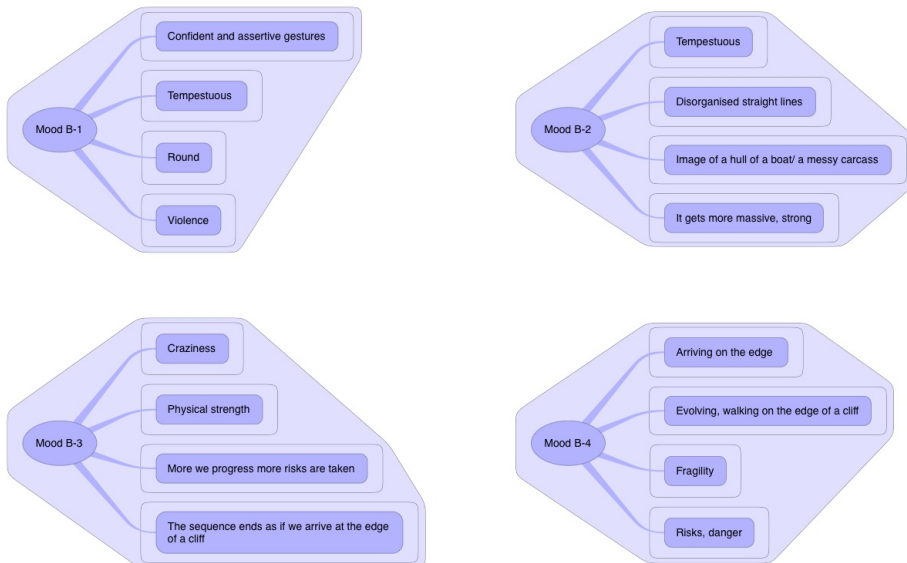 Mood B-1
Confident and assertive gestures
Tempestuous
Round
Violence
Mood B-2
Tempestuous
Disorganised straight lines
Image of a hull of a boat/ a messy carcass
It gets more massive, strong
Mood B-3
Craziness
Physical strength
More we progress more risks are taken
The sequence ends as if we arrive at the edge
of a cliff
Mood B-4
Arriving on the edge
Evolving, walking on the edge of a cliff
Fragility
Risks, danger